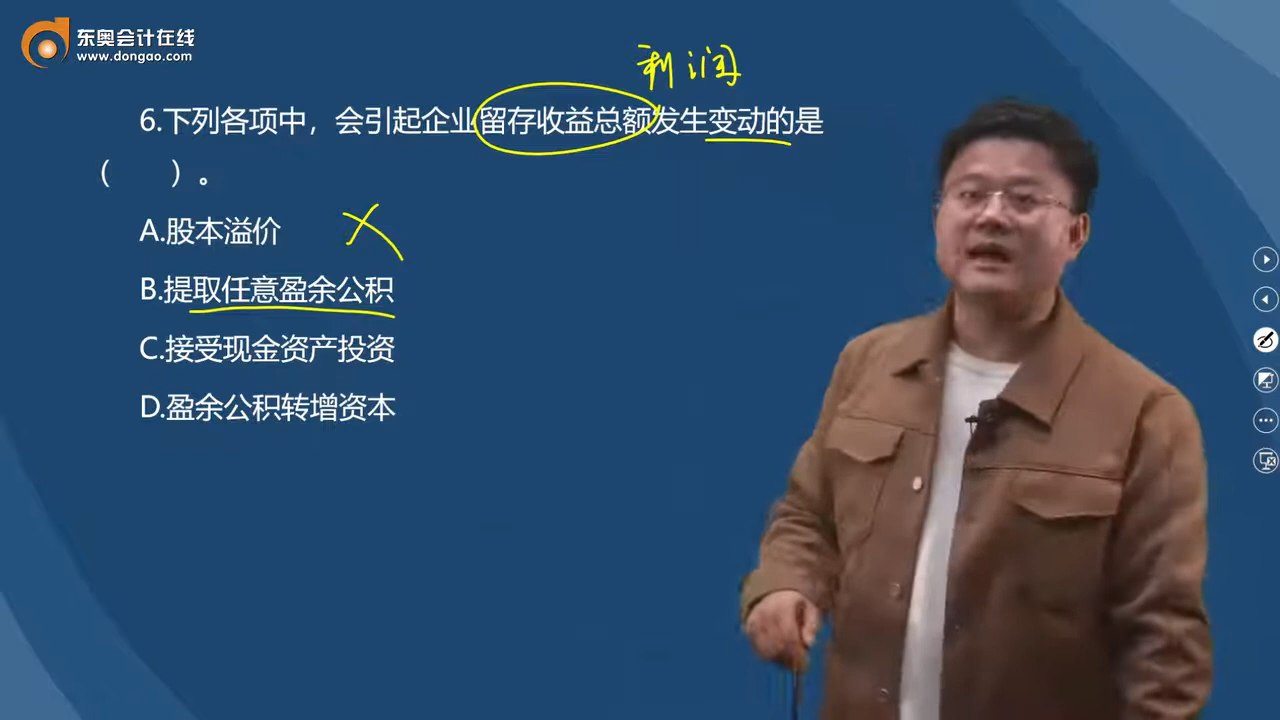 东奥会计在线
www.dongao.com
利润
6.下列各项中，会引起企业留存收益总额发生变动的是
（　　）。
A.股本溢价
B.提取任意盈余公积
C.接受现金资产投资
D.盈余公积转增资本